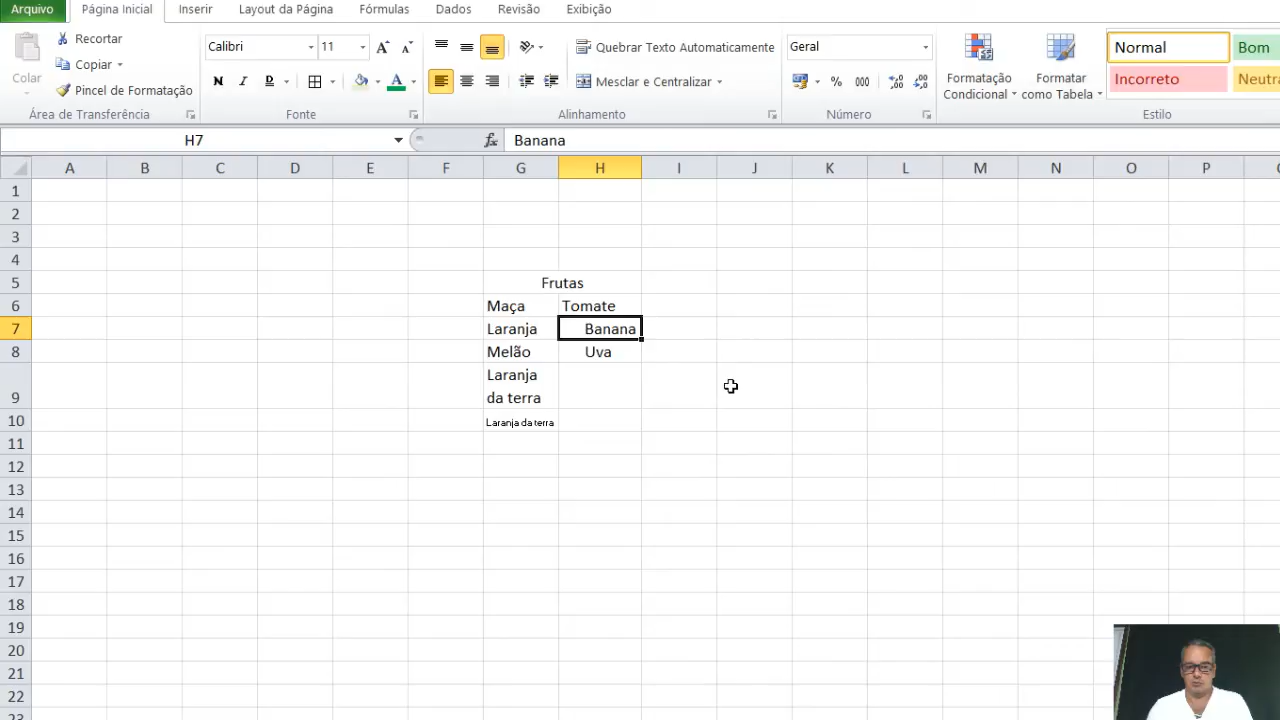 Arquivo Página Inicial Inserir Layout da Página Fórmulas Dados Revisão Exibição
Recortar
Calibri 11 A A Quebrar Texto Automaticamente Geral Normal Bom
Copiar
Colar
N I D A Mesclar e Centralizar % 000 ,00 Formatação Condicional Formatar como Tabela Incorreto
Pincel de Formatação
Área de Transferência Fonte Alinhamento Número Estilo
H7 fx Banana
A B C D E F G H I J K L M N O P
1
2
3
4
5 Frutas
6 Maça Tomate
7 Laranja Banana
8 Melão Uva
Laranja
9 da terra
10 Laranja da terra
11
12
13
14
15
16
17
18
19
20
21
22